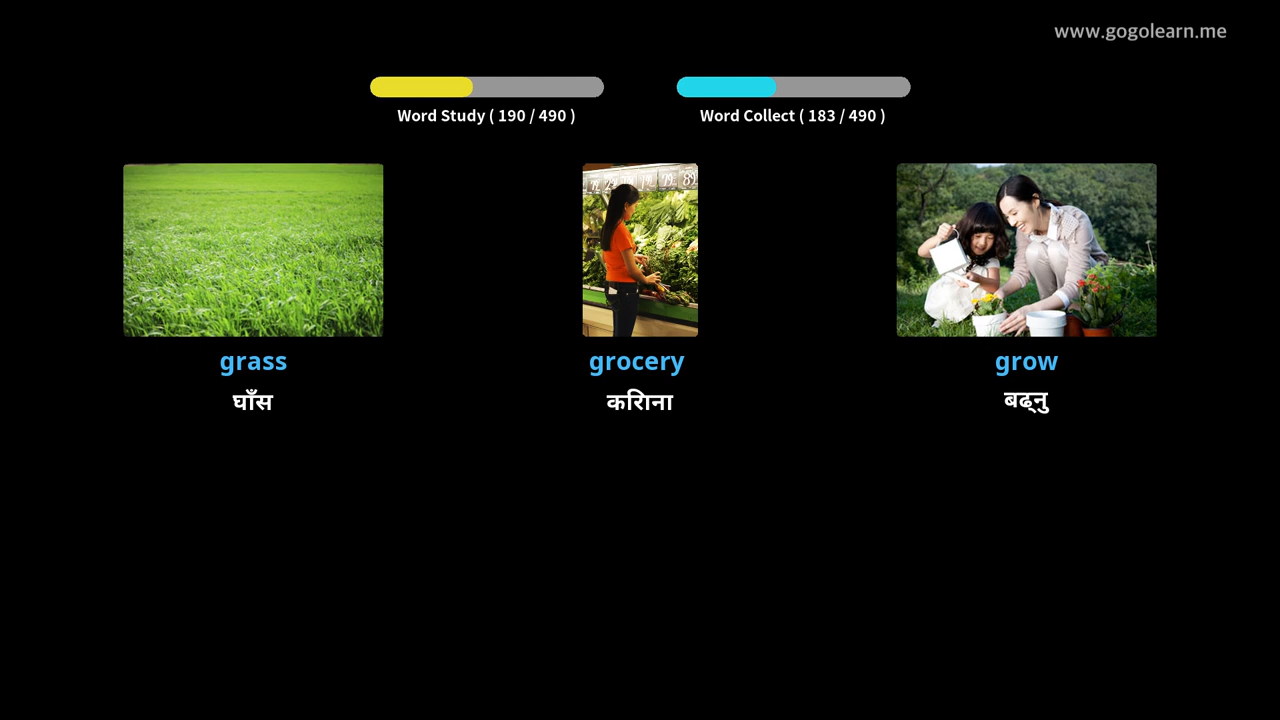 www.gogolearn.me
Word Study ( 190 / 490 )
Word Collect ( 183 / 490 )
grass
grocery
grow
घाँस
करिाना
बढ्नु